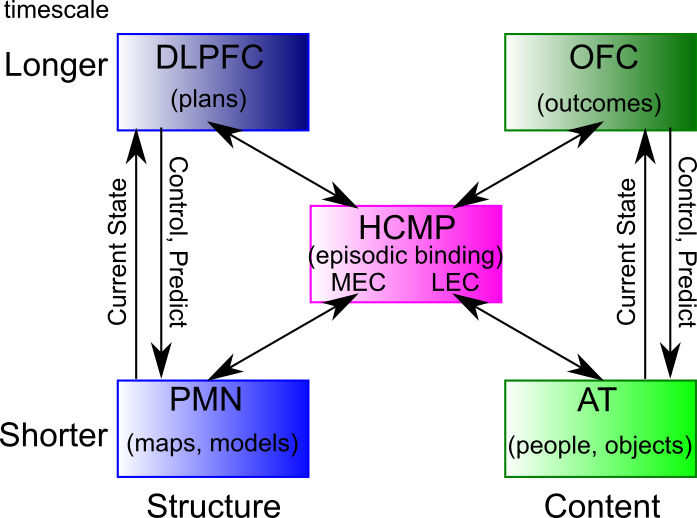 timescale
Longer
DLPFC
(plans)
OFC
(outcomes)
Current State
Control, Predict
HCMP
(episodic binding)
MEC LEC
Current State
Control, Predict
Shorter
PMN
(maps, models)
AT
(people, objects)
Structure
Content